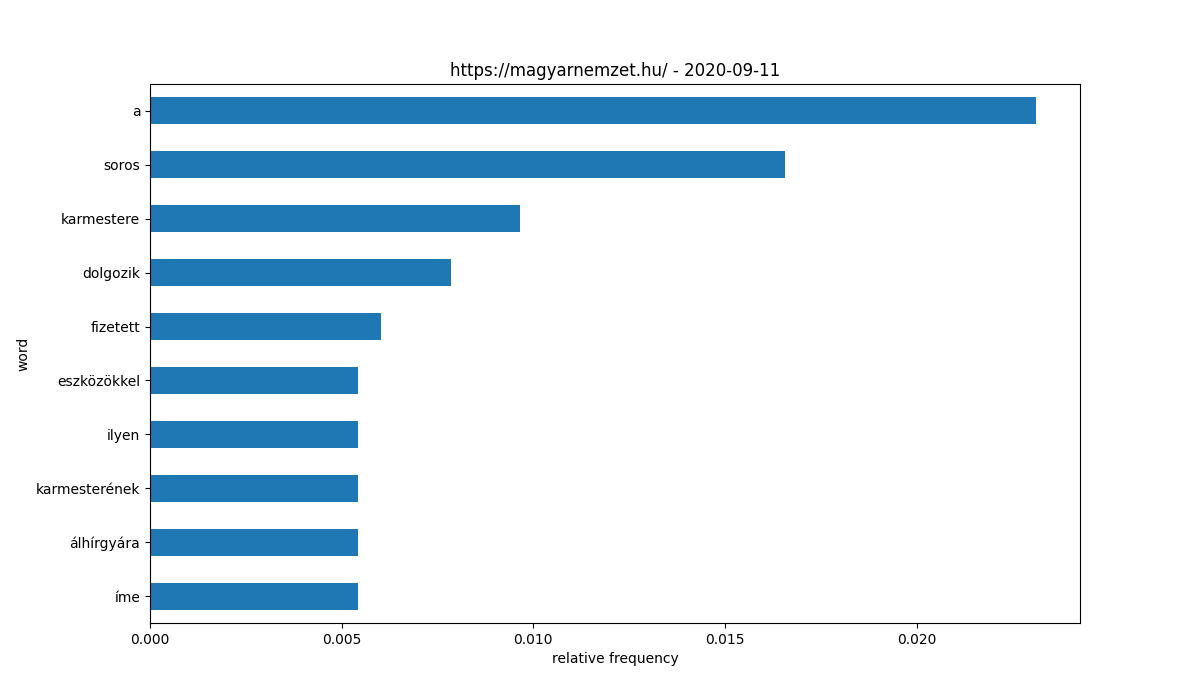 https://magyarnemzet.hu/ - 2020-09-11
a
soros
karmestere
dolgozik
fizetett
eszközökkel
ilyen
karmesterének
álhírgyára
íme
word
0.000 0.005 0.010 0.015 0.020
relative frequency